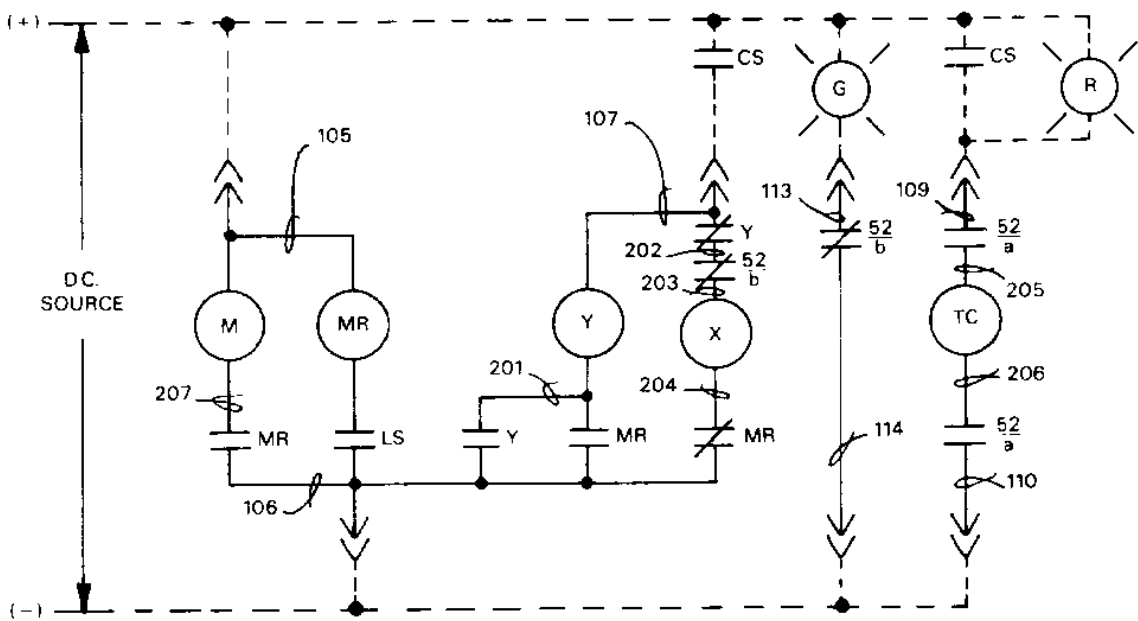 (+)
CS
CS
G
R
105
107
113
109
Y
202
52
b
203
52
b
52
a
205
D.C.
SOURCE
M
MR
Y
X
TC
207
201
204
206
MR
LS
Y
MR
MR
114
52
a
110
106
(-)